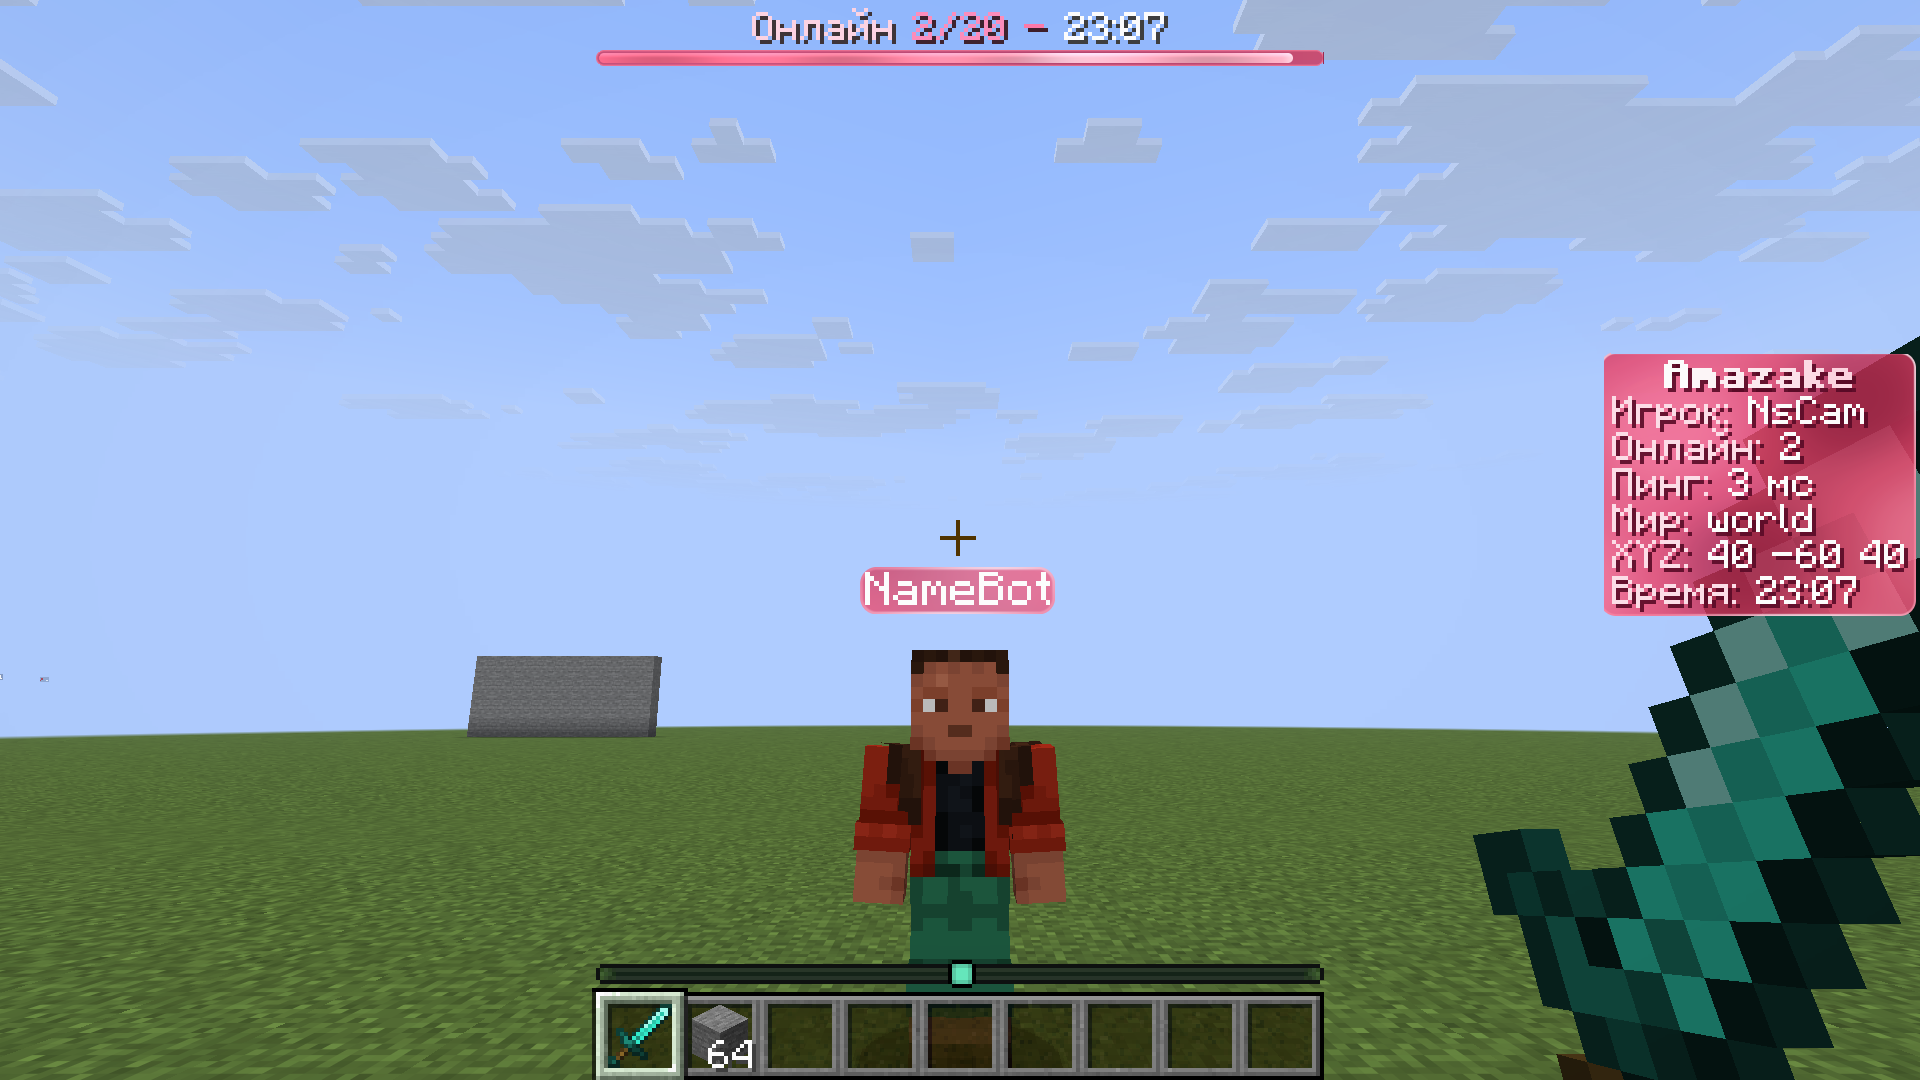 Онлайн 2/20 - 23:07
Amazake
Игрок: NsCam
Онлайн: 2
Пинг: 3 мс
Мир: world
XYZ: 40 -60 40
Время: 23:07
NameBot
64